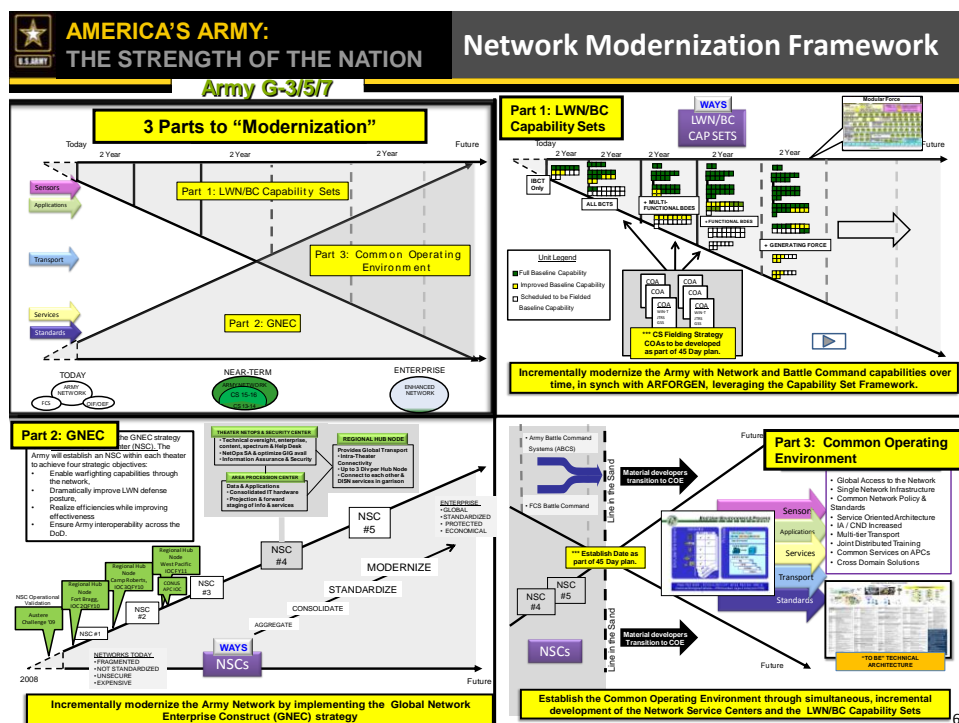 U.S.ARMY
AMERICA'S ARMY:
THE STRENGTH OF THE NATION
Network Modernization Framework
Army G-3/5/7
3 Parts to "Modernization"
Today
Future
2 Year
2 Year
2 Year
Sensors
Applications
Transport
Services
Standards
Part 1: LWN/BC Capability Sets
Part 3: Common Operating
Environment
Part 2: GNEC
TODAY
ARMY
NETWORK
FCS
OIF/OEF
NEAR-TERM
ARMY NETWORK
CS 15-16
CS 13-14
ENTERPRISE
ENHANCED
NETWORK
Part 1: LWN/BC
Capability Sets
WAYS
LWN/BC
CAP SETS
Modular Force
Today
Future
2 Year
2 Year
2 Year
2 Year
2 Year
IBCT
Only
ALL BCTS
+ MULTI-
FUNCTIONAL BDES
+FUNCTIONAL BDES
+ GENERATING FORCE
Unit Legend
Full Baseline Capability
Improved Baseline Capability
Scheduled to be Fielded
Baseline Capability
COA
COA
COA
COA
COA
WIN-T
JTRS
COA
WIN-T
JTRS
*** CS Fielding Strategy
COAs to be developed
as part of 45 Day plan.
Incrementally modernize the Army with Network and Battle Command capabilities over
time, in synch with ARFORGEN, leveraging the Capability Set Framework.
Part 2: GNEC
the GNEC strategy
(NSC). The
Army will establish an NSC within each theater
to achieve four strategic objectives:
• Enable warfighting capabilities through
the network,
• Dramatically improve LWN defense
posture,
• Realize efficiencies while improving
effectiveness
• Ensure Army interoperability across the
DoD.
THEATER NETOPS & SECURITY CENTER
• Technical oversight, enterprise,
content, spectrum & Help Desk
• NetOps SA & optimize GIG avail
• Information Assurance & Security
AREA PROCESSION CENTER
Data & Applications
• Consolidated IT hardware
• Projection & forward
staging of info & services
REGIONAL HUB NODE
Provides Global Transport
• Intra-Theater
Connectivity
• Up to 3 Div per Hub Node
• Connect to each other &
DISN services in garrison
ENTERPRISE
• GLOBAL
• STANDARDIZED
• PROTECTED
• ECONOMICAL
NSC
#5
NSC
#4
NSC
#3
NSC
#2
NSC #1
MODERNIZE
STANDARDIZE
CONSOLIDATE
AGGREGATE
Regional Hub
Node
West Pacific
IOCFY11
Regional Hub
Node
Camp Roberts,
IOC3QFY10
Regional Hub
Node
Fort Bragg,
IOC2QFY10
CONUS
APC IOC
NSC Operational
Validation
Austere
Challenge '09
NETWORKS TODAY
• FRAGMENTED
• NOT STANDARDIZED
• UNSECURE
• EXPENSIVE
WAYS
NSCs
2008
Future
Incrementally modernize the Army Network by implementing the Global Network
Enterprise Construct (GNEC) strategy
• Army Battle Command
Systems (ABCS)
• FCS Battle Command
Line in the Sand
Material developers
transition to COE
Future
Part 3: Common Operating
Environment
• Global Access to the Network
• Single Network Infrastructure
• Common Network Policy &
Standards
• Service Oriented Architecture
• IA / CND Increased
• Multi-tier Transport
• Joint Distributed Training
• Common Services on APCs
• Cross Domain Solutions
Sensors
Applications
Services
Transport
Standards
*** Establish Date as
part of 45 Day plan.
NSC
#5
NSC
#4
NSCs
Line in the Sand
Material developers
Transition to COE
Future
"TO BE" TECHNICAL
ARCHITECTURE
Establish the Common Operating Environment through simultaneous, incremental
development of the Network Service Centers and the LWN/BC Capability Sets
6